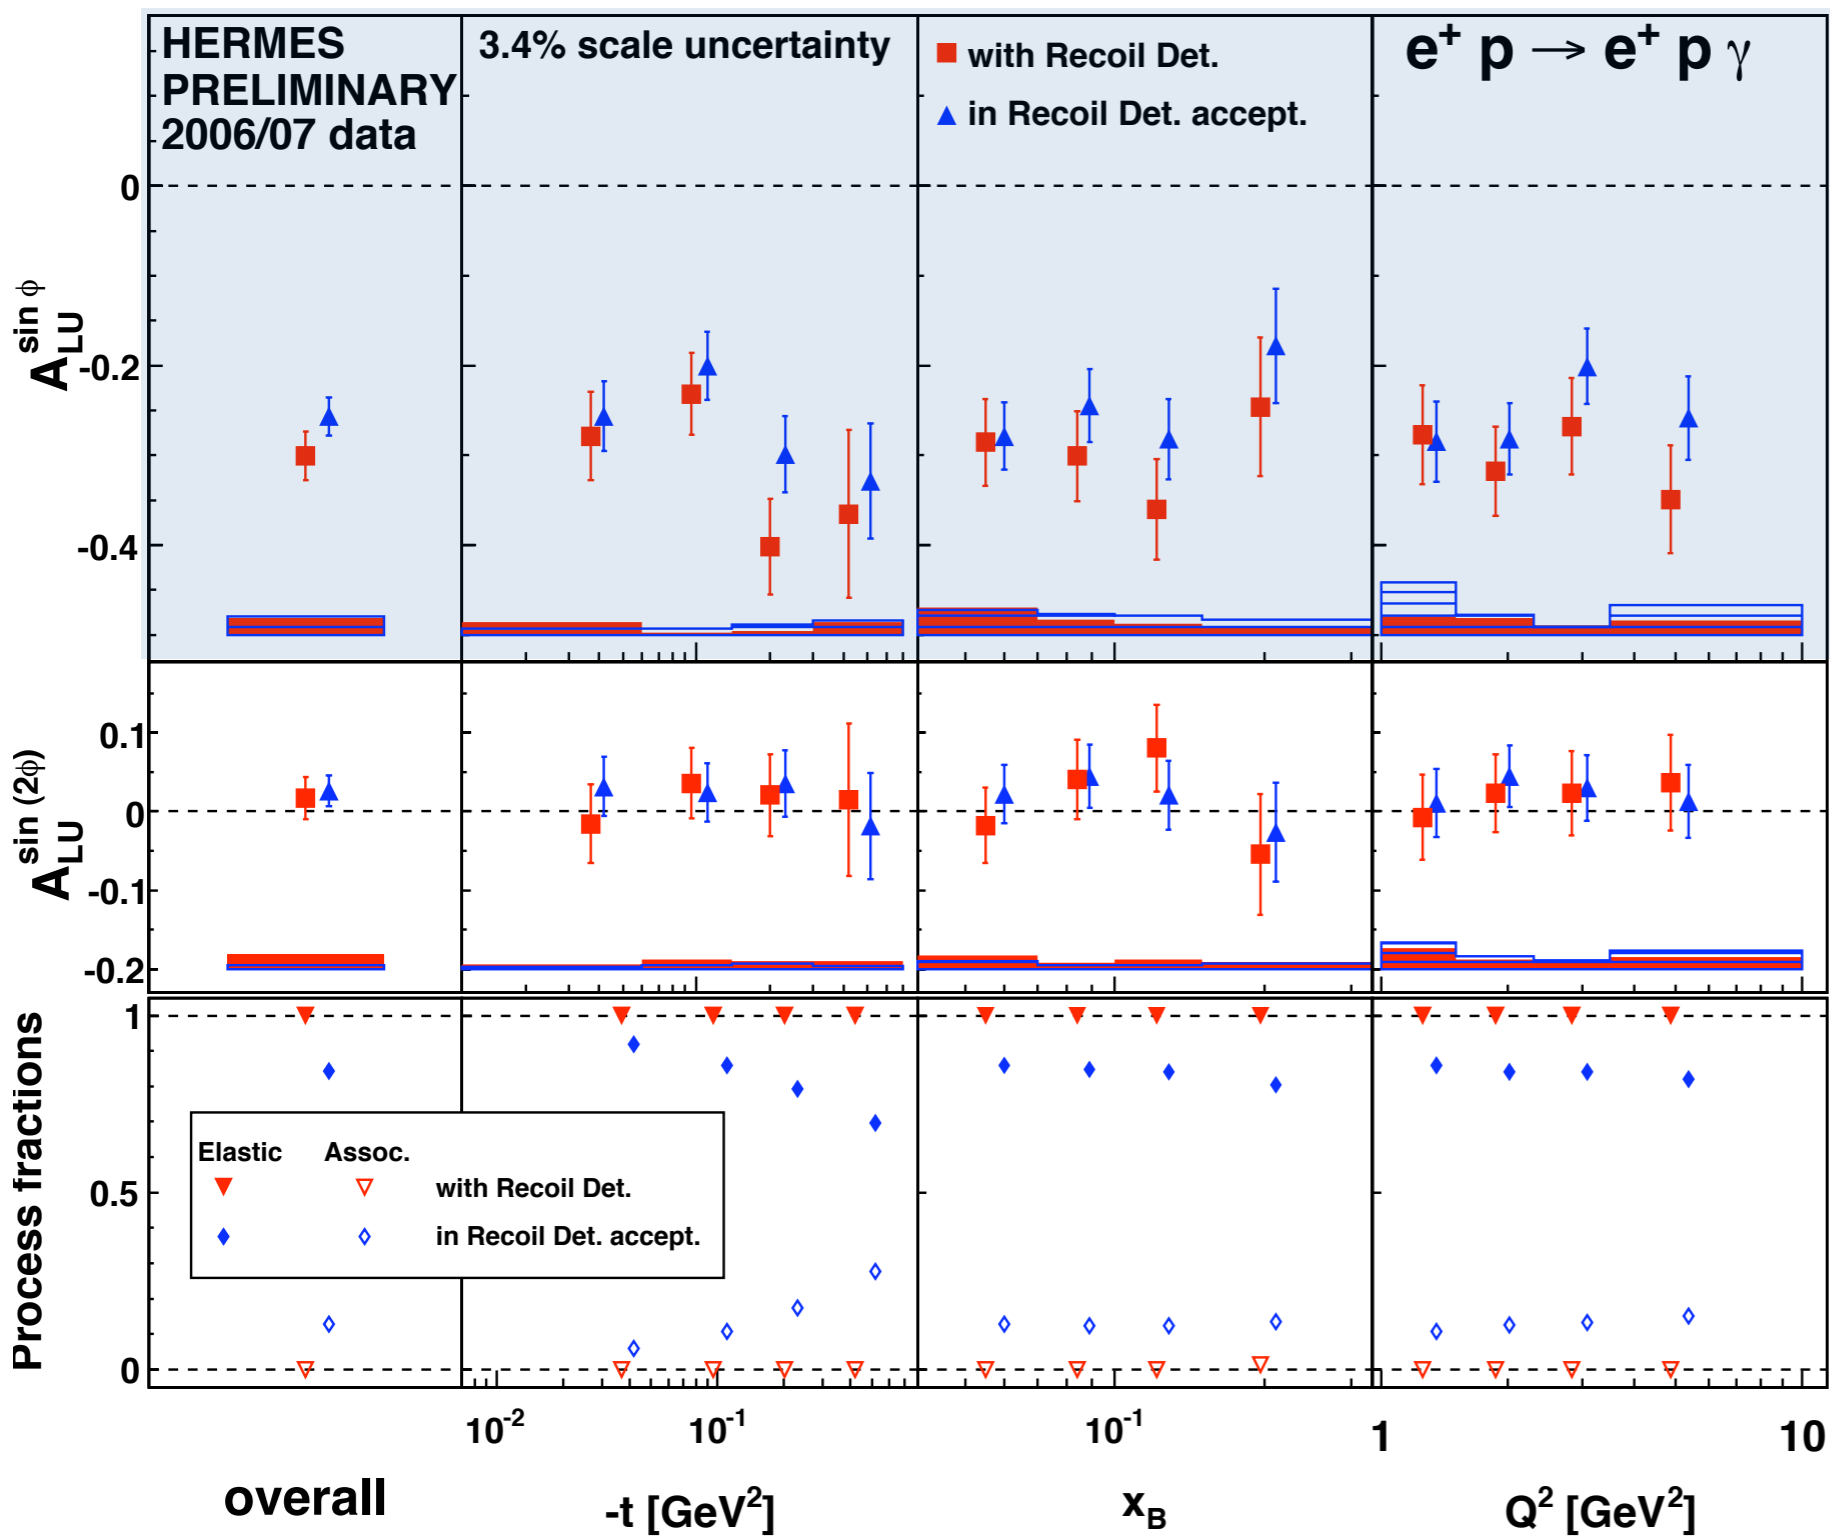 HERMES
PRELIMINARY
2006/07 data
3.4% scale uncertainty
with Recoil Det.
in Recoil Det. accept.
e⁺ p → e⁺ p γ
A_LU^sin ϕ
0
-0.2
-0.4
A_LU^sin (2ϕ)
0.1
0
-0.1
-0.2
Process fractions
1
0.5
0
Elastic Assoc.
with Recoil Det.
in Recoil Det. accept.
10⁻² 10⁻¹ 10⁻¹ 1 10
overall -t [GeV²] x_B Q² [GeV²]